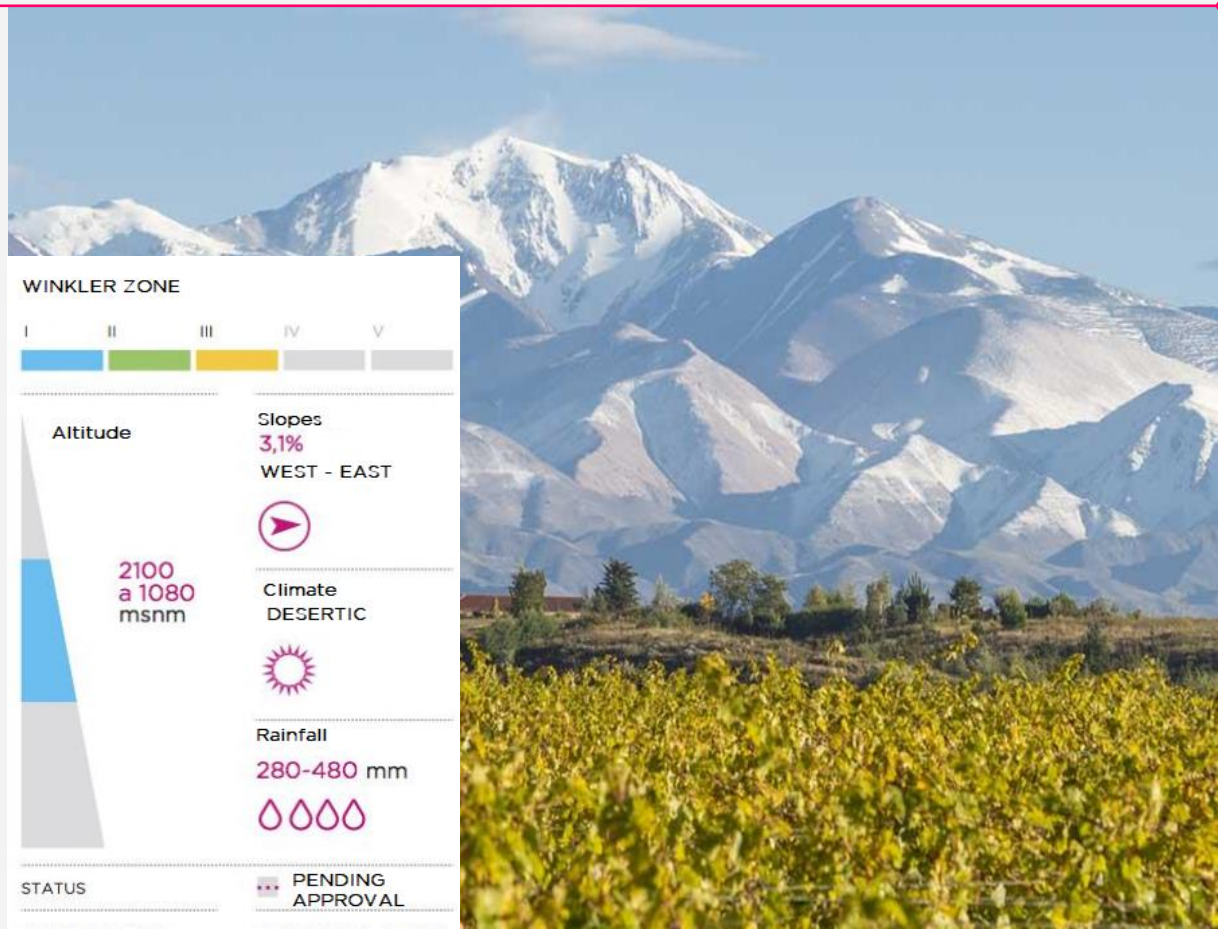 WINKLER ZONE
I II III IV V
Altitude
2100
a 1080
msnm
Slopes
3,1%
WEST - EAST
Climate
DESERTIC
Rainfall
280-480 mm
STATUS
PENDING
APPROVAL